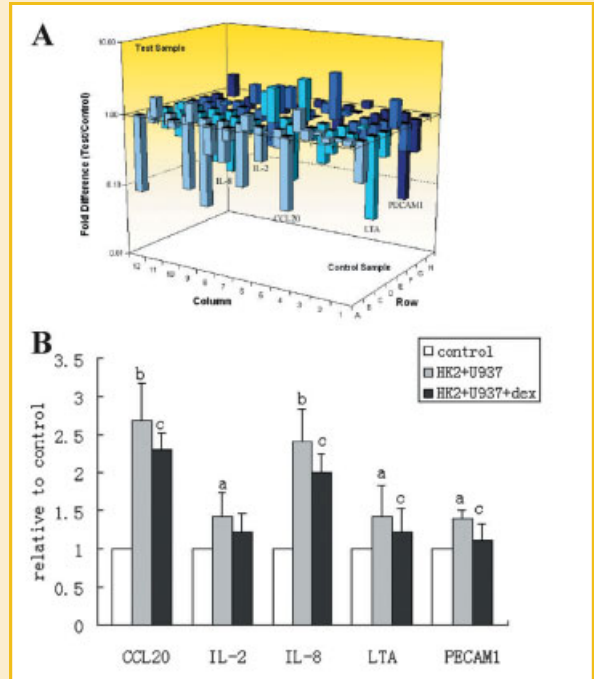 A
10.00
Test Sample
1.00
0.10
0.01
Fold Difference (Test/Control)
IL-8
IL-2
CCL20
LTA
PECAM1
Control Sample
12
11
10
9
8
7
6
5
4
3
2
1
Column
A
B
C
D
E
F
G
H
Row
B
3.5
3
2.5
2
1.5
1
0.5
0
relative to control
control
HK2+U937
HK2+U937+dex
b
c
a
b
c
a
c
a
c
CCL20 IL-2 IL-8 LTA PECAM1